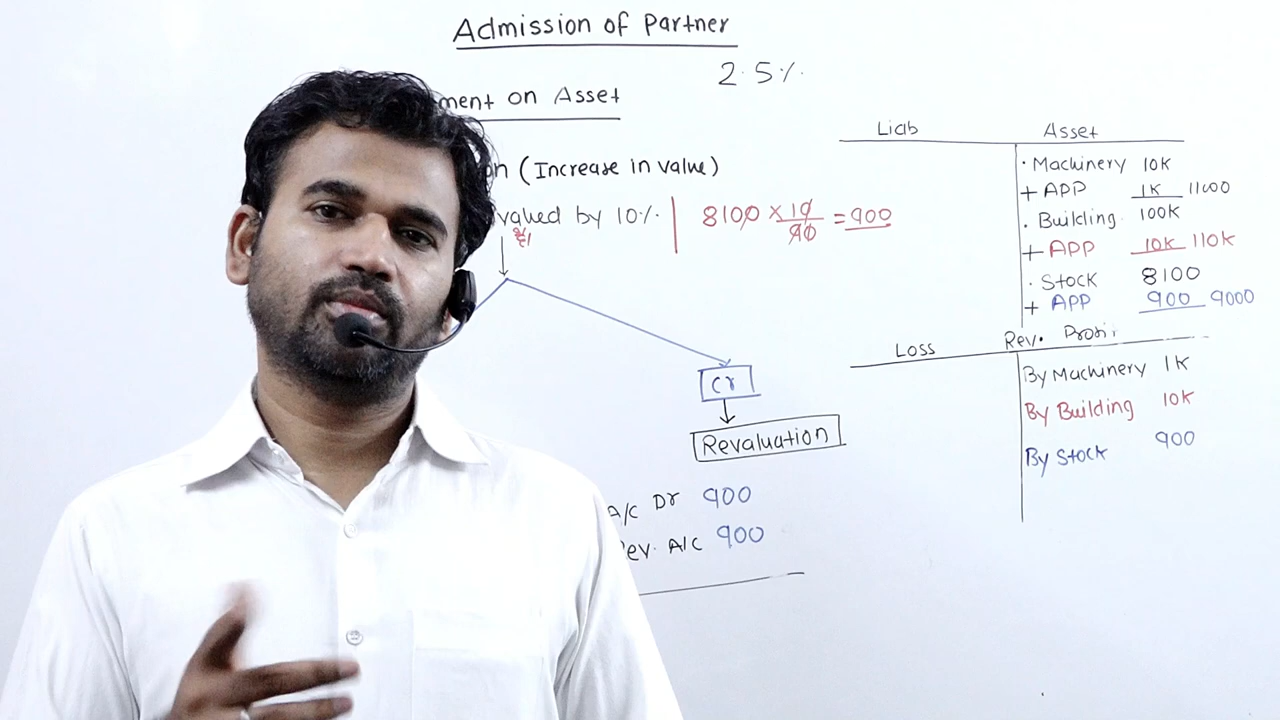 Admission of Partner
2.5%
ment on Asset
on (Increase in value)
valued by 10% | 8100 × 10/90 = 900
Cr
Revaluation
A/c Dr 900
Rev. A/c 900
Liab Asset
· Machinery 10K
+ APP 1K 11000
· Building 100K
+ APP 10K 110K
· Stock 8100
+ APP 900 9000
Loss Rev. Profit
By Machinery 1K
By Building 10K
By Stock 900